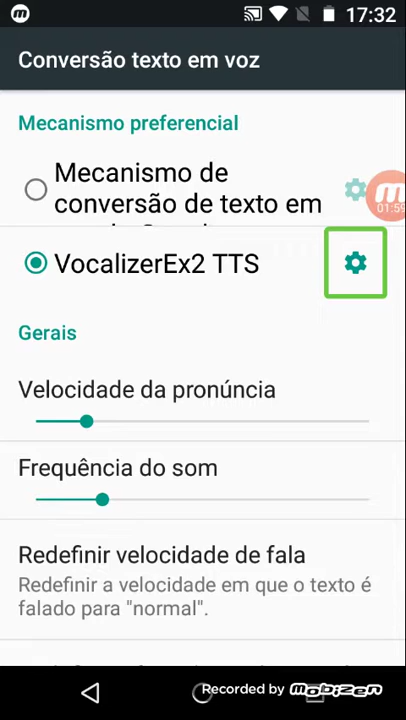 17:32
Conversão texto em voz
Mecanismo preferencial
Mecanismo de
conversão de texto em
01:59
VocalizerEx2 TTS
Gerais
Velocidade da pronúncia
Frequência do som
Redefinir velocidade de fala
Redefinir a velocidade em que o texto é
falado para "normal".
Recorded by mobizen